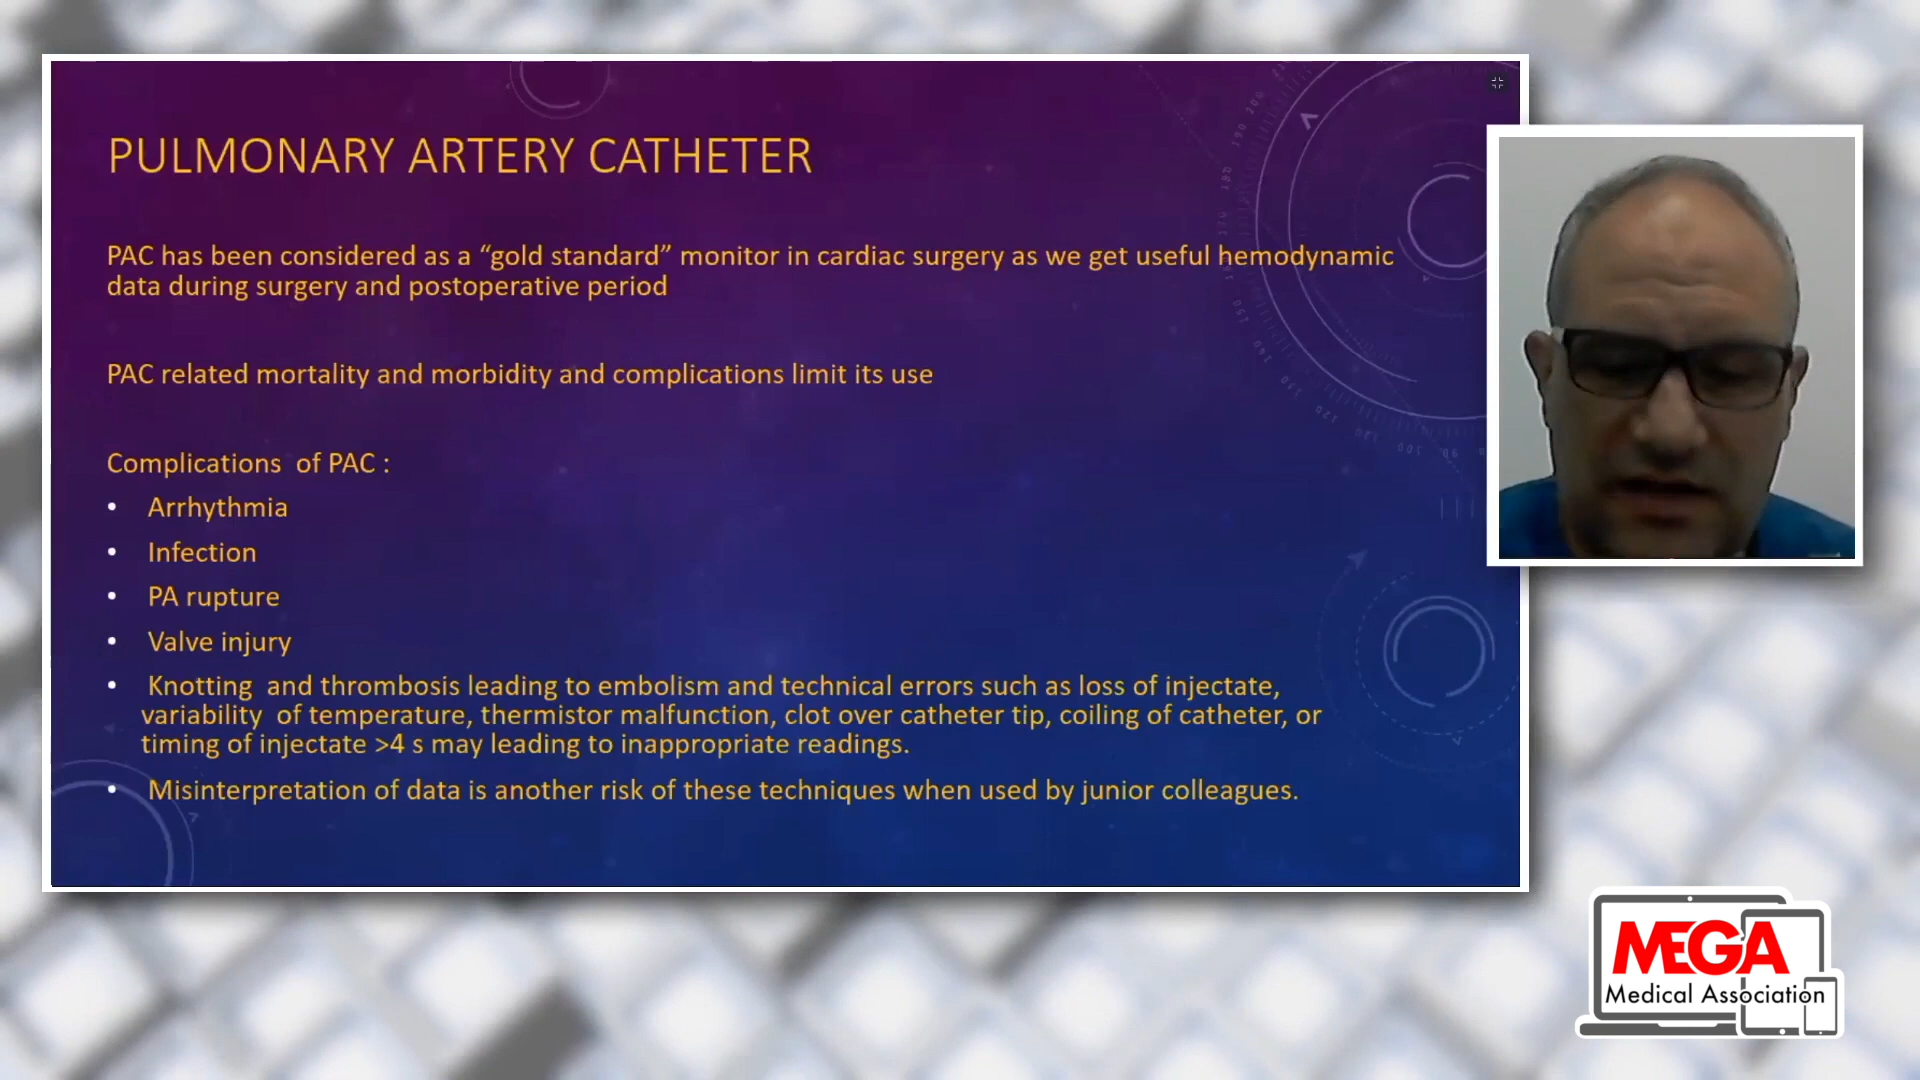 PULMONARY ARTERY CATHETER
PAC has been considered as a “gold standard” monitor in cardiac surgery as we get useful hemodynamic
data during surgery and postoperative period
PAC related mortality and morbidity and complications limit its use
Complications of PAC :
• Arrhythmia
• Infection
• PA rupture
• Valve injury
• Knotting and thrombosis leading to embolism and technical errors such as loss of injectate,
variability of temperature, thermistor malfunction, clot over catheter tip, coiling of catheter, or
timing of injectate >4 s may leading to inappropriate readings.
• Misinterpretation of data is another risk of these techniques when used by junior colleagues.
MEGA
Medical Association